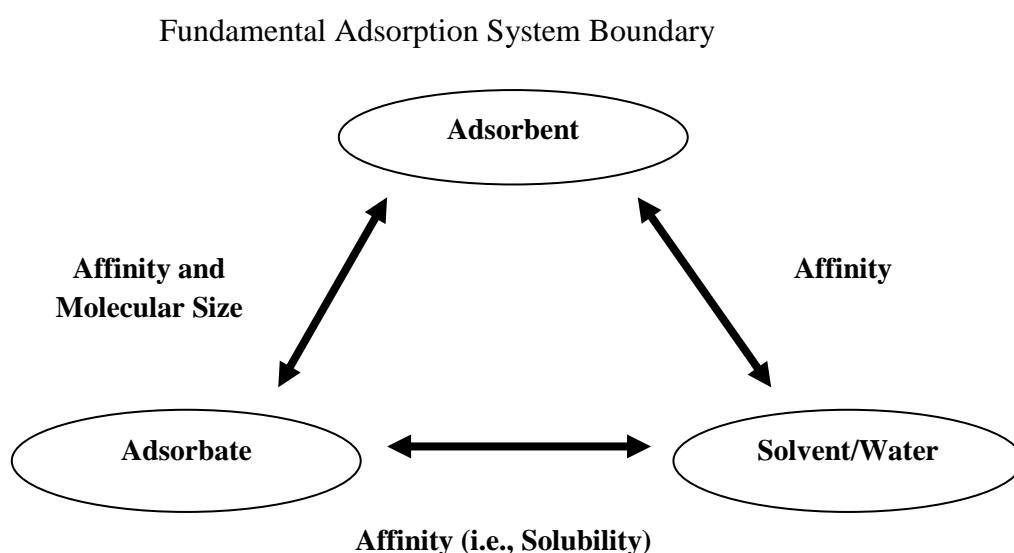 Fundamental Adsorption System Boundary
Adsorbent
Affinity and
Molecular Size
Affinity
Adsorbate
Solvent/Water
Affinity (i.e., Solubility)